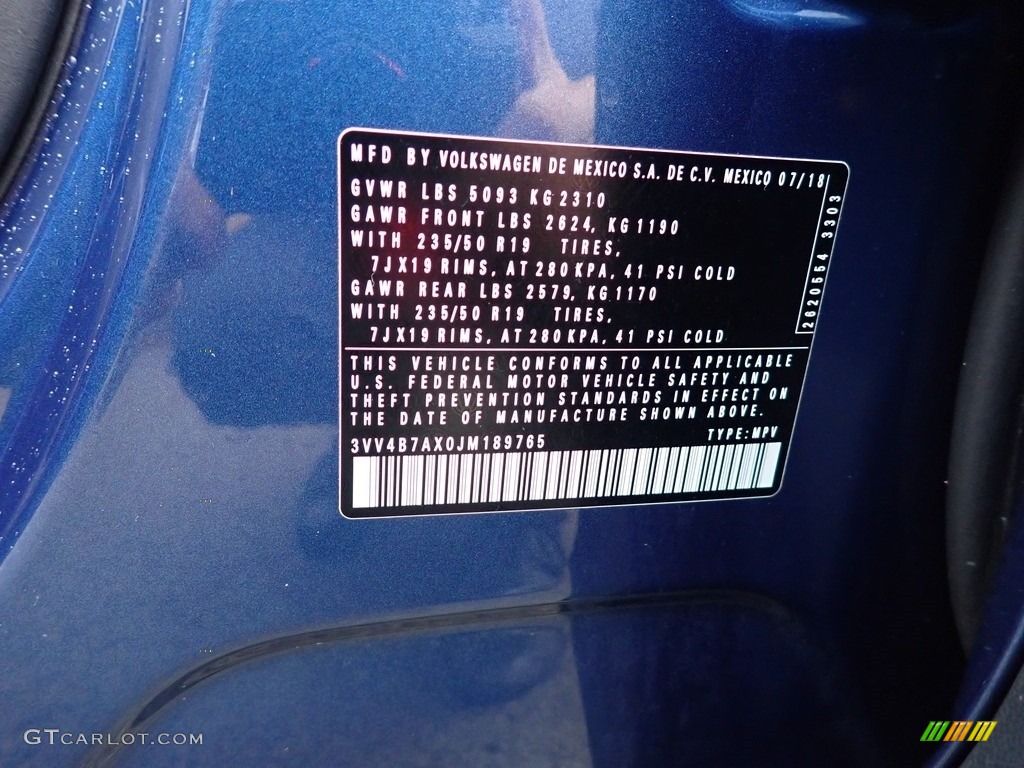 MFD BY VOLKSWAGEN DE MEXICO S.A. DE C.V. MEXICO 07/18
GVWR LBS 5093 KG 2310
GAWR FRONT LBS 2624, KG 1190
WITH 235/50 R19 TIRES,
7JX19 RIMS, AT 280 KPA, 41 PSI COLD
GAWR REAR LBS 2579, KG 1170
WITH 235/50 R19 TIRES,
7JX19 RIMS, AT 280 KPA, 41 PSI COLD
2620554 3303
THIS VEHICLE CONFORMS TO ALL APPLICABLE
U.S. FEDERAL MOTOR VEHICLE SAFETY AND
THEFT PREVENTION STANDARDS IN EFFECT ON
THE DATE OF MANUFACTURE SHOWN ABOVE.
3VV4B7AX0JM189765 TYPE: MPV
GTCARLOT.COM